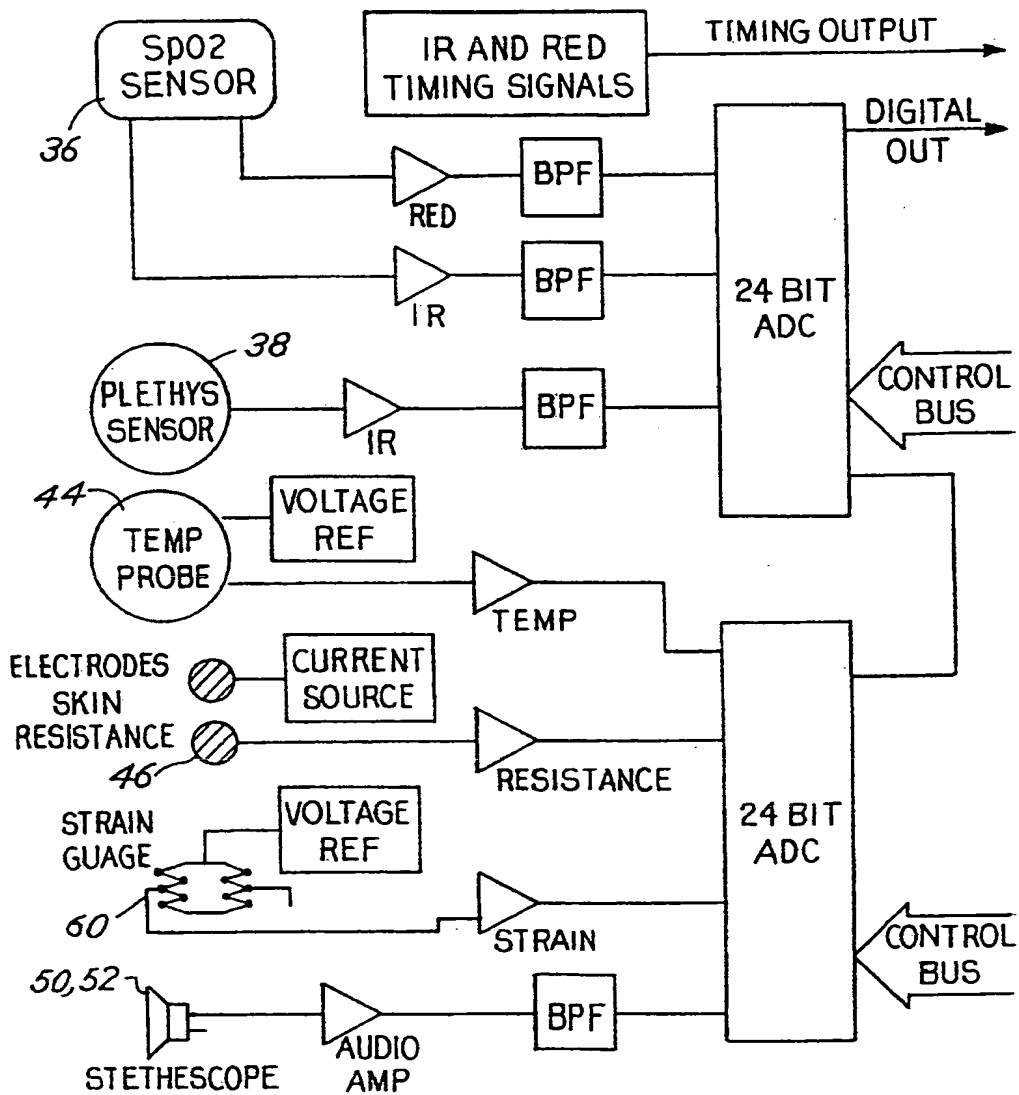 SpO2
SENSOR
36
IR AND RED
TIMING SIGNALS
TIMING OUTPUT
DIGITAL
OUT
RED
BPF
IR
BPF
24 BIT
ADC
38
PLETHYS
SENSOR
IR
BPF
CONTROL
BUS
44
TEMP
PROBE
VOLTAGE
REF
TEMP
ELECTRODES
SKIN
RESISTANCE
46
CURRENT
SOURCE
RESISTANCE
STRAIN
GUAGE
60
VOLTAGE
REF
STRAIN
24 BIT
ADC
CONTROL
BUS
50,52
STETHESCOPE
AUDIO
AMP
BPF